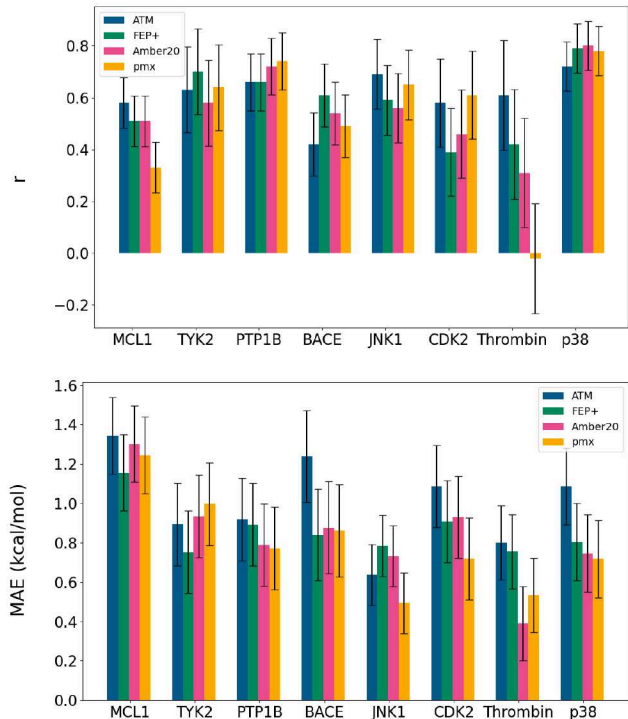 ATM
FEP+
Amber20
pmx
0.8
0.6
0.4
0.2
0.0
−0.2
r
MCL1 TYK2 PTP1B BACE JNK1 CDK2 Thrombin p38
1.6
1.4
1.2
1.0
0.8
0.6
0.4
0.2
0.0
MAE (kcal/mol)
ATM
FEP+
Amber20
pmx
MCL1 TYK2 PTP1B BACE JNK1 CDK2 Thrombin p38